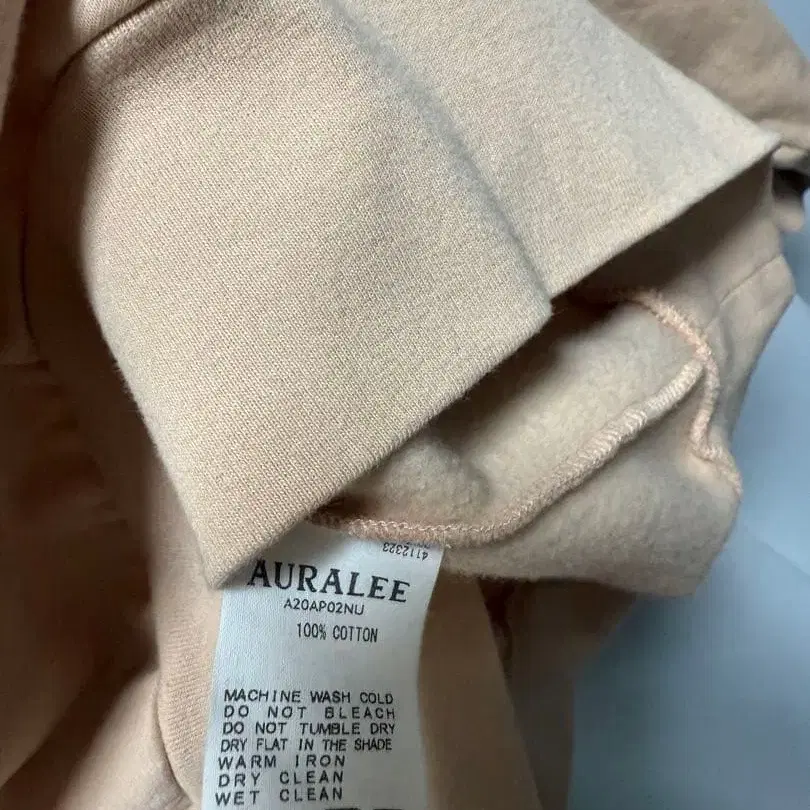 4112323
AURALEE
A20AP02NU
100% COTTON
MACHINE WASH COLD
DO NOT BLEACH
DO NOT TUMBLE DRY
DRY FLAT IN THE SHADE
WARM IRON
DRY CLEAN
WET CLEAN